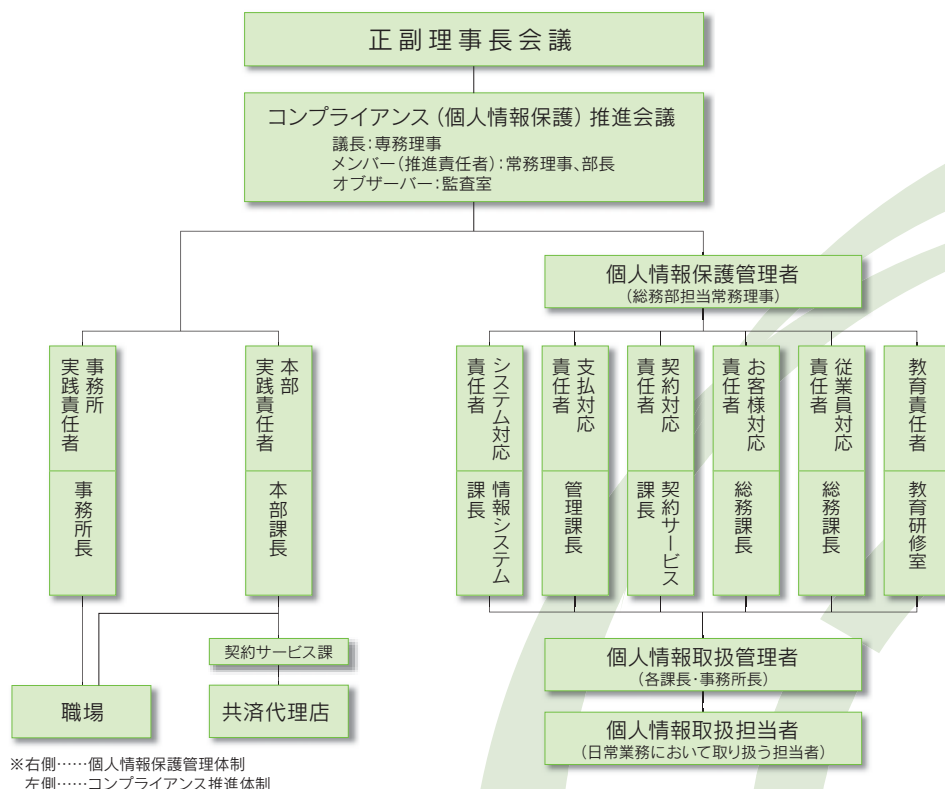 正副理事長会議
コンプライアンス（個人情報保護）推進会議
議長：専務理事
メンバー（推進責任者）：常務理事、部長
オブザーバー：監査室
個人情報保護管理者
（総務部担当常務理事）
事務所
実践責任者
事務所長
本部
実践責任者
本部課長
システム対応
責任者
情報システム
課長
支払対応
責任者
管理課長
契約対応
責任者
契約サービス
課長
お客様対応
責任者
総務課長
従業員対応
責任者
総務課長
教育責任者
教育研修室
契約サービス課
職場
共済代理店
個人情報取扱管理者
（各課長・事務所長）
個人情報取扱担当者
（日常業務において取り扱う担当者）
※右側……個人情報保護管理体制
左側……コンプライアンス推進体制